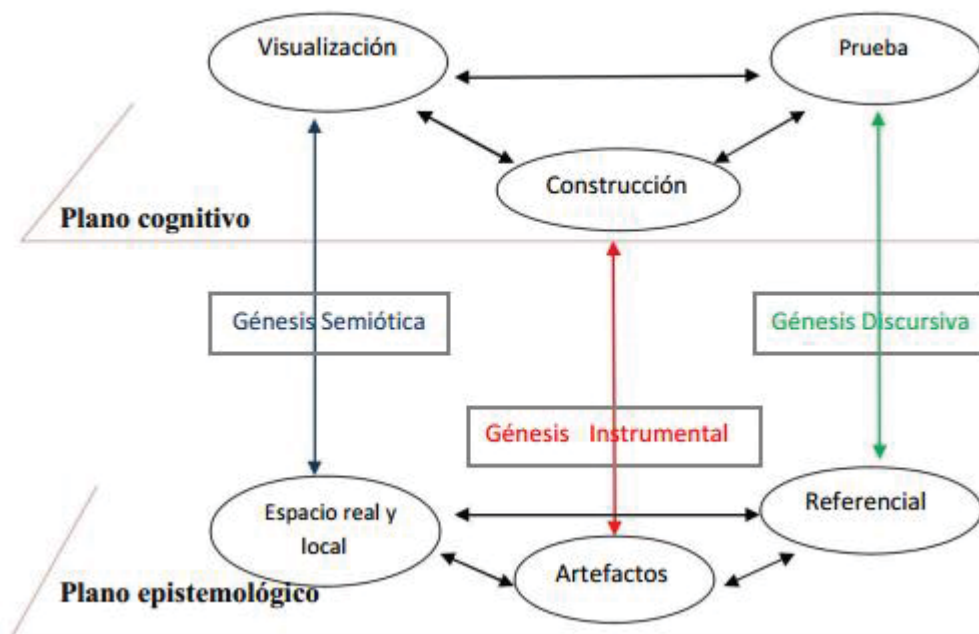 Visualización
Prueba
Construcción
Plano cognitivo
Génesis Semiótica
Génesis Discursiva
Génesis Instrumental
Espacio real y
local
Referencial
Artefactos
Plano epistemológico